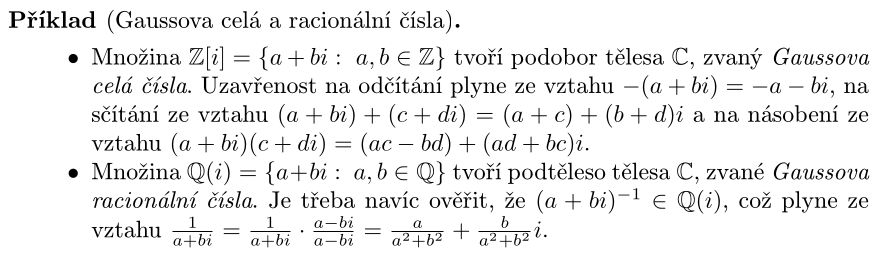 Příklad (Gaussova celá a racionální čísla).
• Množina ℤ[i] = {a + bi : a, b ∈ ℤ} tvoří podobor tělesa ℂ, zvaný Gaussova
celá čísla. Uzavřenost na odčítání plyne ze vztahu −(a + bi) = −a − bi, na
sčítání ze vztahu (a + bi) + (c + di) = (a + c) + (b + d)i a na násobení ze
vztahu (a + bi)(c + di) = (ac − bd) + (ad + bc)i.
• Množina ℚ(i) = {a+bi : a, b ∈ ℚ} tvoří podtěleso tělesa ℂ, zvané Gaussova
racionální čísla. Je třeba navíc ověřit, že (a + bi)⁻¹ ∈ ℚ(i), což plyne ze
vztahu 1/(a+bi) = 1/(a+bi) · (a−bi)/(a−bi) = a/(a²+b²) + b/(a²+b²) i.